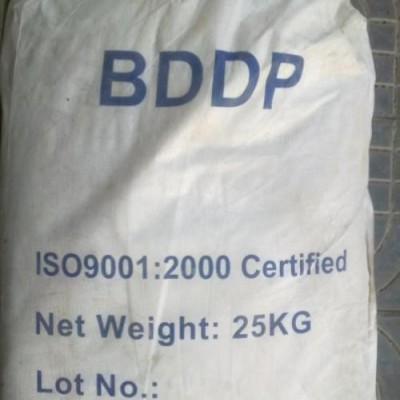 BDDP
ISO9001:2000 Certified
Net Weight: 25KG
Lot No.: